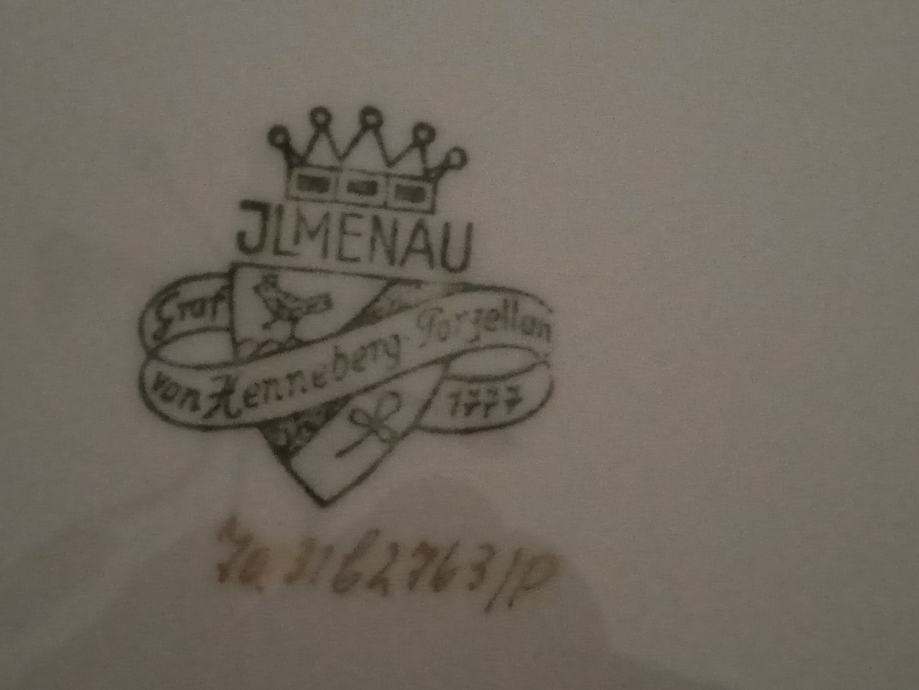 JLMENAU
Graf
von Henneberg Porzellan
1777